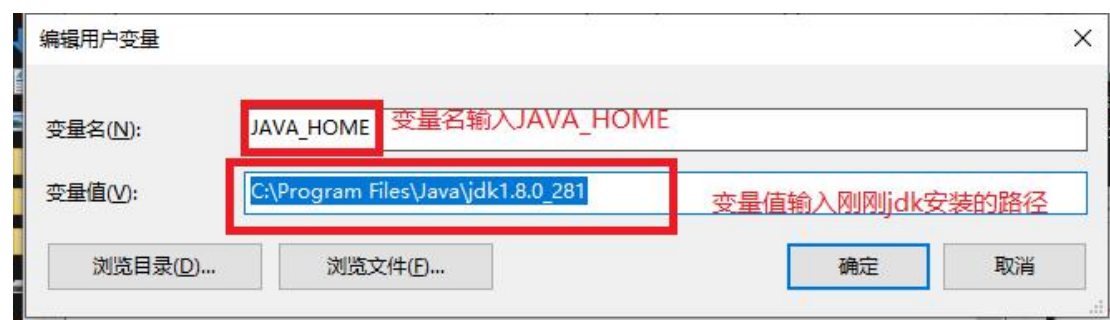 编辑用户变量
变量名(N): JAVA_HOME 变量名输入JAVA_HOME
变量值(V): C:\Program Files\Java\jdk1.8.0_281 变量值输入刚刚jdk安装的路径
浏览目录(D)... 浏览文件(F)... 确定 取消